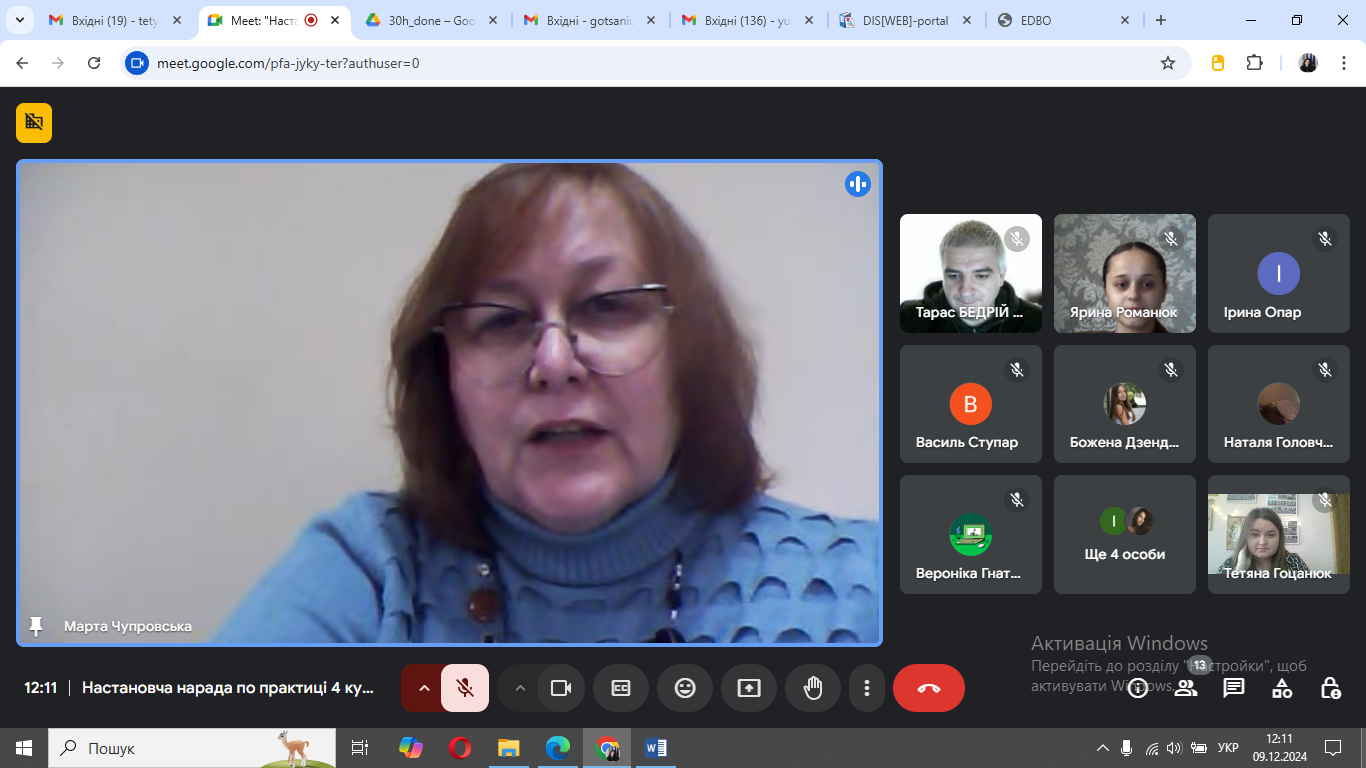 Вхідні (19) - tety
Meet: "Наста
30h_done – Goo
Вхідні - gotsaniu
Вхідні (136) - yu
DIS[WEB]-portal
EDBO
meet.google.com/pfa-jyky-ter?authuser=0
Тарас БЕДРІЙ ...
Ярина Романюк
І
Ірина Опар
В
Василь Ступар
Божена Дзенд...
Наталя Головч...
Вероніка Гнат...
І
Ще 4 особи
Тетяна Гоцанюк
Марта Чупровська
Активація Windows
Перейдіть до розділу "Настройки", щоб
активувати Windows.
13
12:11 | Настановча нарада по практиці 4 ку...
Пошук
УКР
12:11
09.12.2024